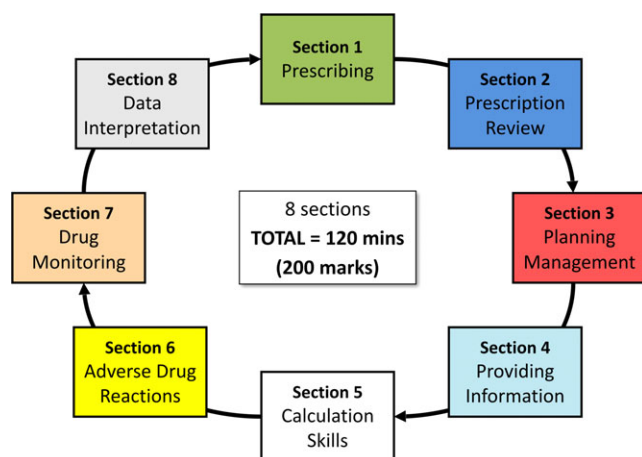 Section 1
Prescribing
Section 2
Prescription
Review
Section 3
Planning
Management
Section 4
Providing
Information
Section 5
Calculation
Skills
Section 6
Adverse Drug
Reactions
Section 7
Drug
Monitoring
Section 8
Data
Interpretation
8 sections
TOTAL = 120 mins
(200 marks)